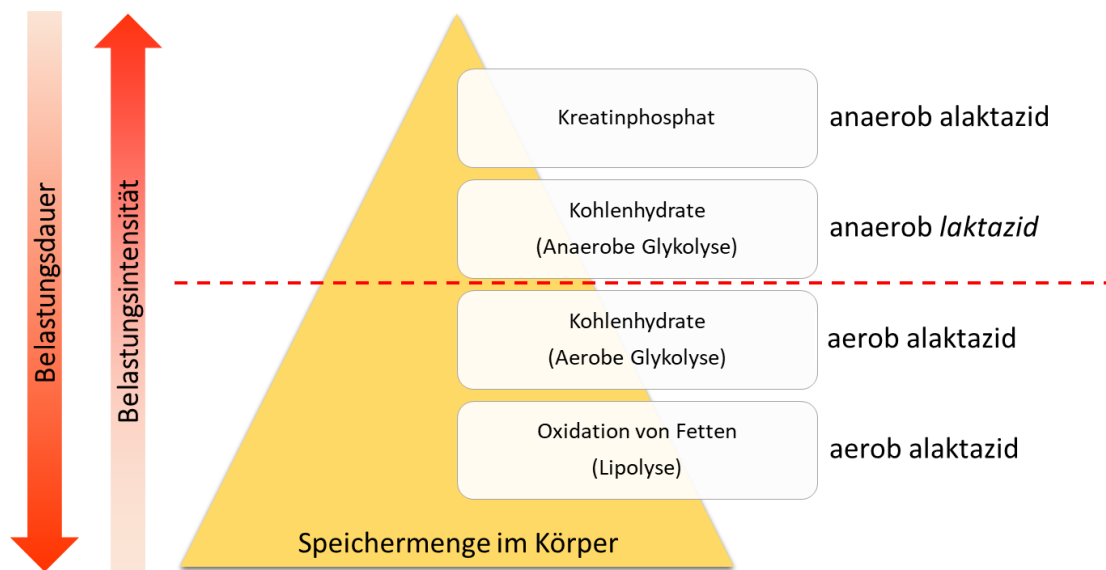 Belastungsdauer
Belastungsintensität
Kreatinphosphat
anaerob alaktazid
Kohlenhydrate
(Anaerobe Glykolyse)
anaerob laktazid
Kohlenhydrate
(Aerobe Glykolyse)
aerob alaktazid
Oxidation von Fetten
(Lipolyse)
aerob alaktazid
Speichermenge im Körper